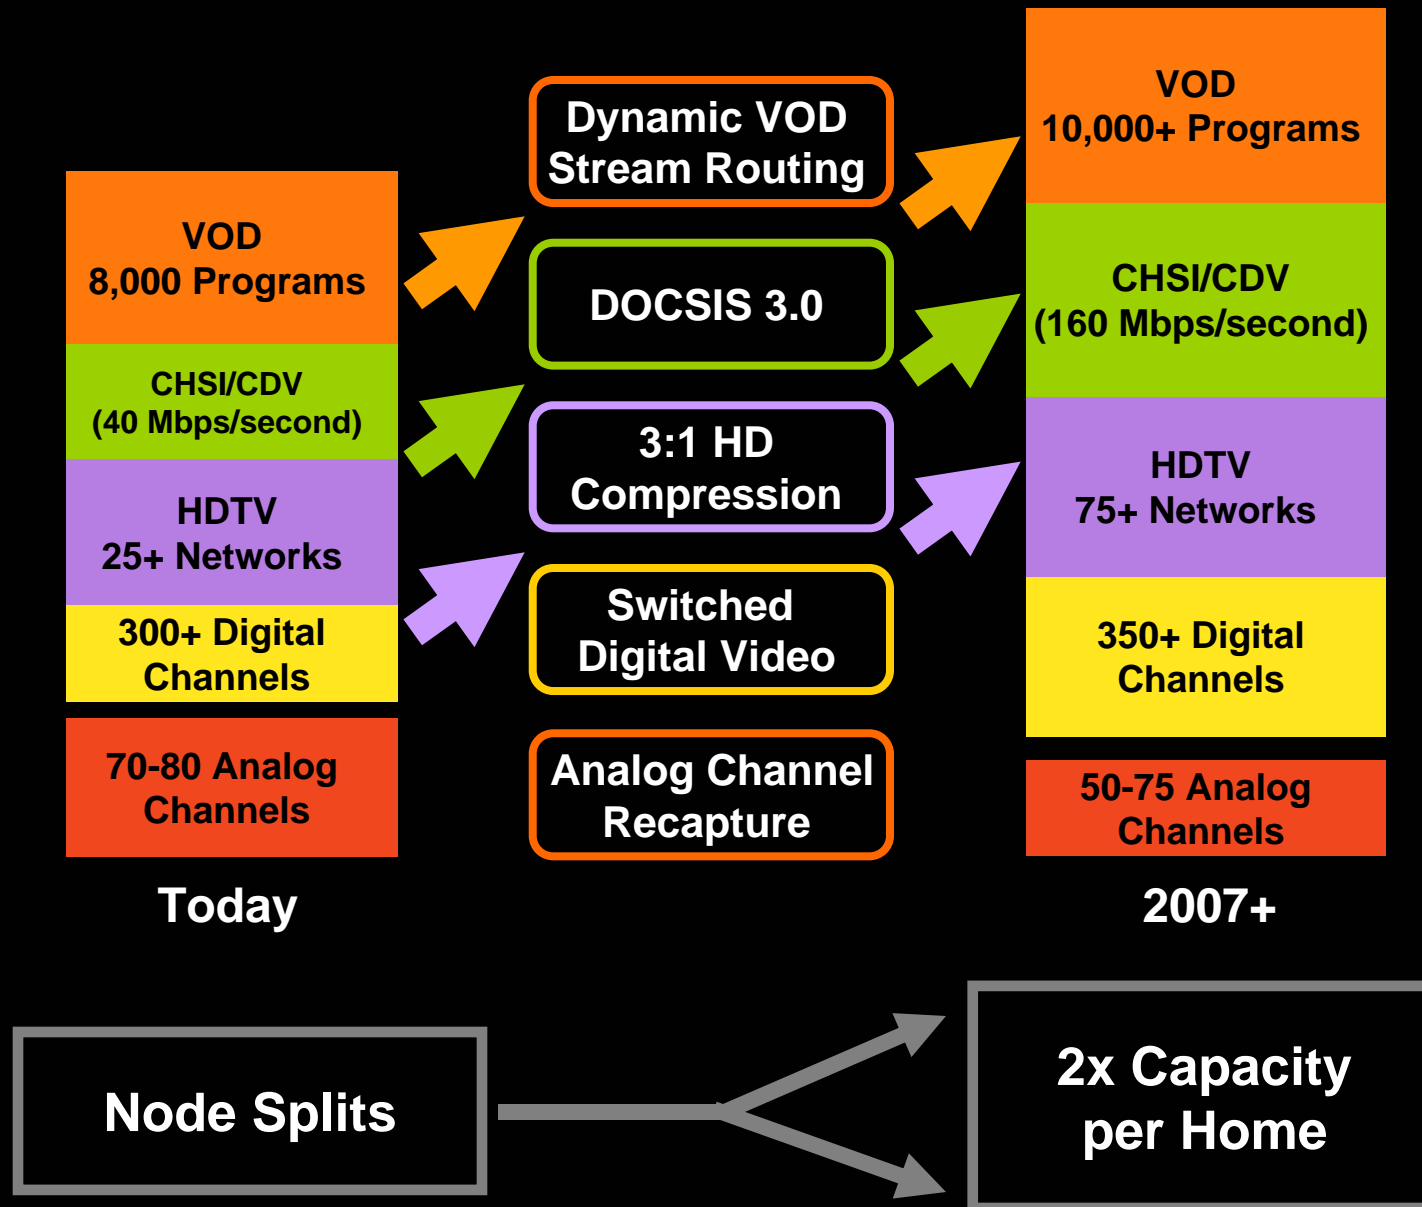 VOD
8,000 Programs
CHSI/CDV
(40 Mbps/second)
HDTV
25+ Networks
300+ Digital
Channels
70-80 Analog
Channels
Today
Dynamic VOD
Stream Routing
DOCSIS 3.0
3:1 HD
Compression
Switched
Digital Video
Analog Channel
Recapture
VOD
10,000+ Programs
CHSI/CDV
(160 Mbps/second)
HDTV
75+ Networks
350+ Digital
Channels
50-75 Analog
Channels
2007+
Node Splits
2x Capacity
per Home